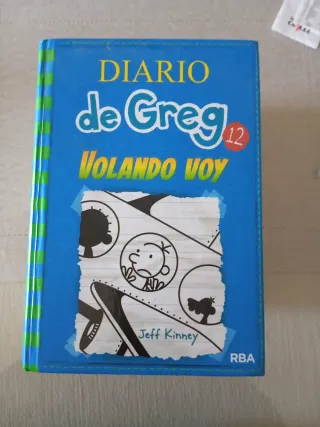 DIARIO
de Greg
12
VOLANDO VOY
Jeff Kinney
RBA